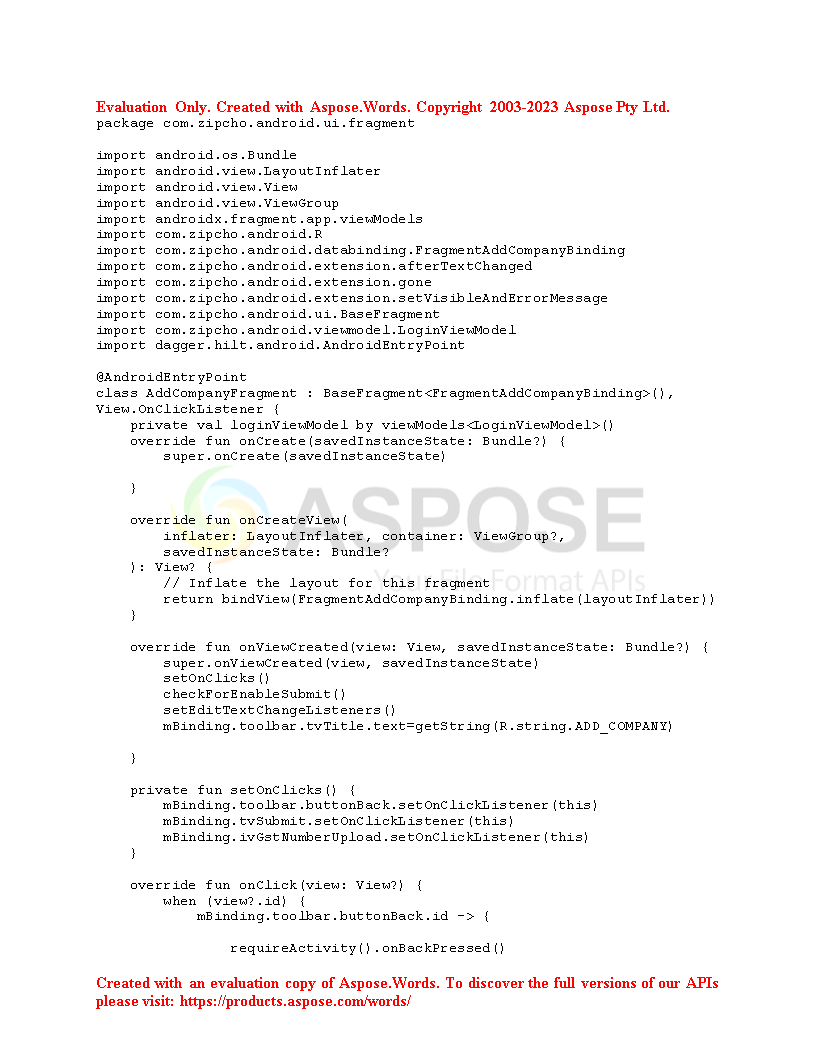 Evaluation Only. Created with Aspose.Words. Copyright 2003-2023 Aspose Pty Ltd.
package com.zipcho.android.ui.fragment

import android.os.Bundle
import android.view.LayoutInflater
import android.view.View
import android.view.ViewGroup
import androidx.fragment.app.viewModels
import com.zipcho.android.R
import com.zipcho.android.databinding.FragmentAddCompanyBinding
import com.zipcho.android.extension.afterTextChanged
import com.zipcho.android.extension.gone
import com.zipcho.android.extension.setVisibleAndErrorMessage
import com.zipcho.android.ui.BaseFragment
import com.zipcho.android.viewmodel.LoginViewModel
import dagger.hilt.android.AndroidEntryPoint

@AndroidEntryPoint
class AddCompanyFragment : BaseFragment<FragmentAddCompanyBinding>(),
View.OnClickListener {
    private val loginViewModel by viewModels<LoginViewModel>()
    override fun onCreate(savedInstanceState: Bundle?) {
        super.onCreate(savedInstanceState)

    }

    override fun onCreateView(
        inflater: LayoutInflater, container: ViewGroup?,
        savedInstanceState: Bundle?
    ): View? {
        // Inflate the layout for this fragment
        return bindView(FragmentAddCompanyBinding.inflate(layoutInflater))
    }
ASPOSE
Your File Format APIs

    override fun onViewCreated(view: View, savedInstanceState: Bundle?) {
        super.onViewCreated(view, savedInstanceState)
        setOnClicks()
        checkForEnableSubmit()
        setEditTextChangeListeners()
        mBinding.toolbar.tvTitle.text=getString(R.string.ADD_COMPANY)

    }

    private fun setOnClicks() {
        mBinding.toolbar.buttonBack.setOnClickListener(this)
        mBinding.tvSubmit.setOnClickListener(this)
        mBinding.ivGstNumberUpload.setOnClickListener(this)
    }

    override fun onClick(view: View?) {
        when (view?.id) {
            mBinding.toolbar.buttonBack.id -> {

                requireActivity().onBackPressed()

Created with an evaluation copy of Aspose.Words. To discover the full versions of our APIs
please visit: https://products.aspose.com/words/